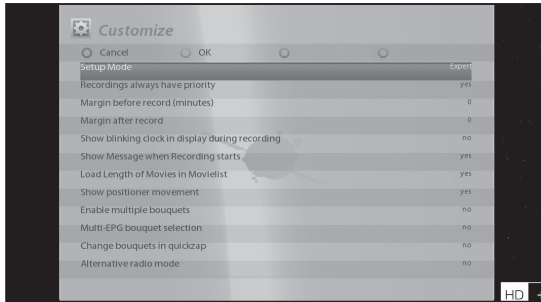 Customize
Cancel OK
Setup Mode Expert
Recordings always have priority yes
Margin before record (minutes) 0
Margin after record 0
Show blinking clock in display during recording no
Show Message when Recording starts yes
Load Length of Movies in Movielist yes
Show positioner movement yes
Enable multiple bouquets no
Multi-EPG bouquet selection no
Change bouquets in quickzap no
Alternative radio mode no
HD